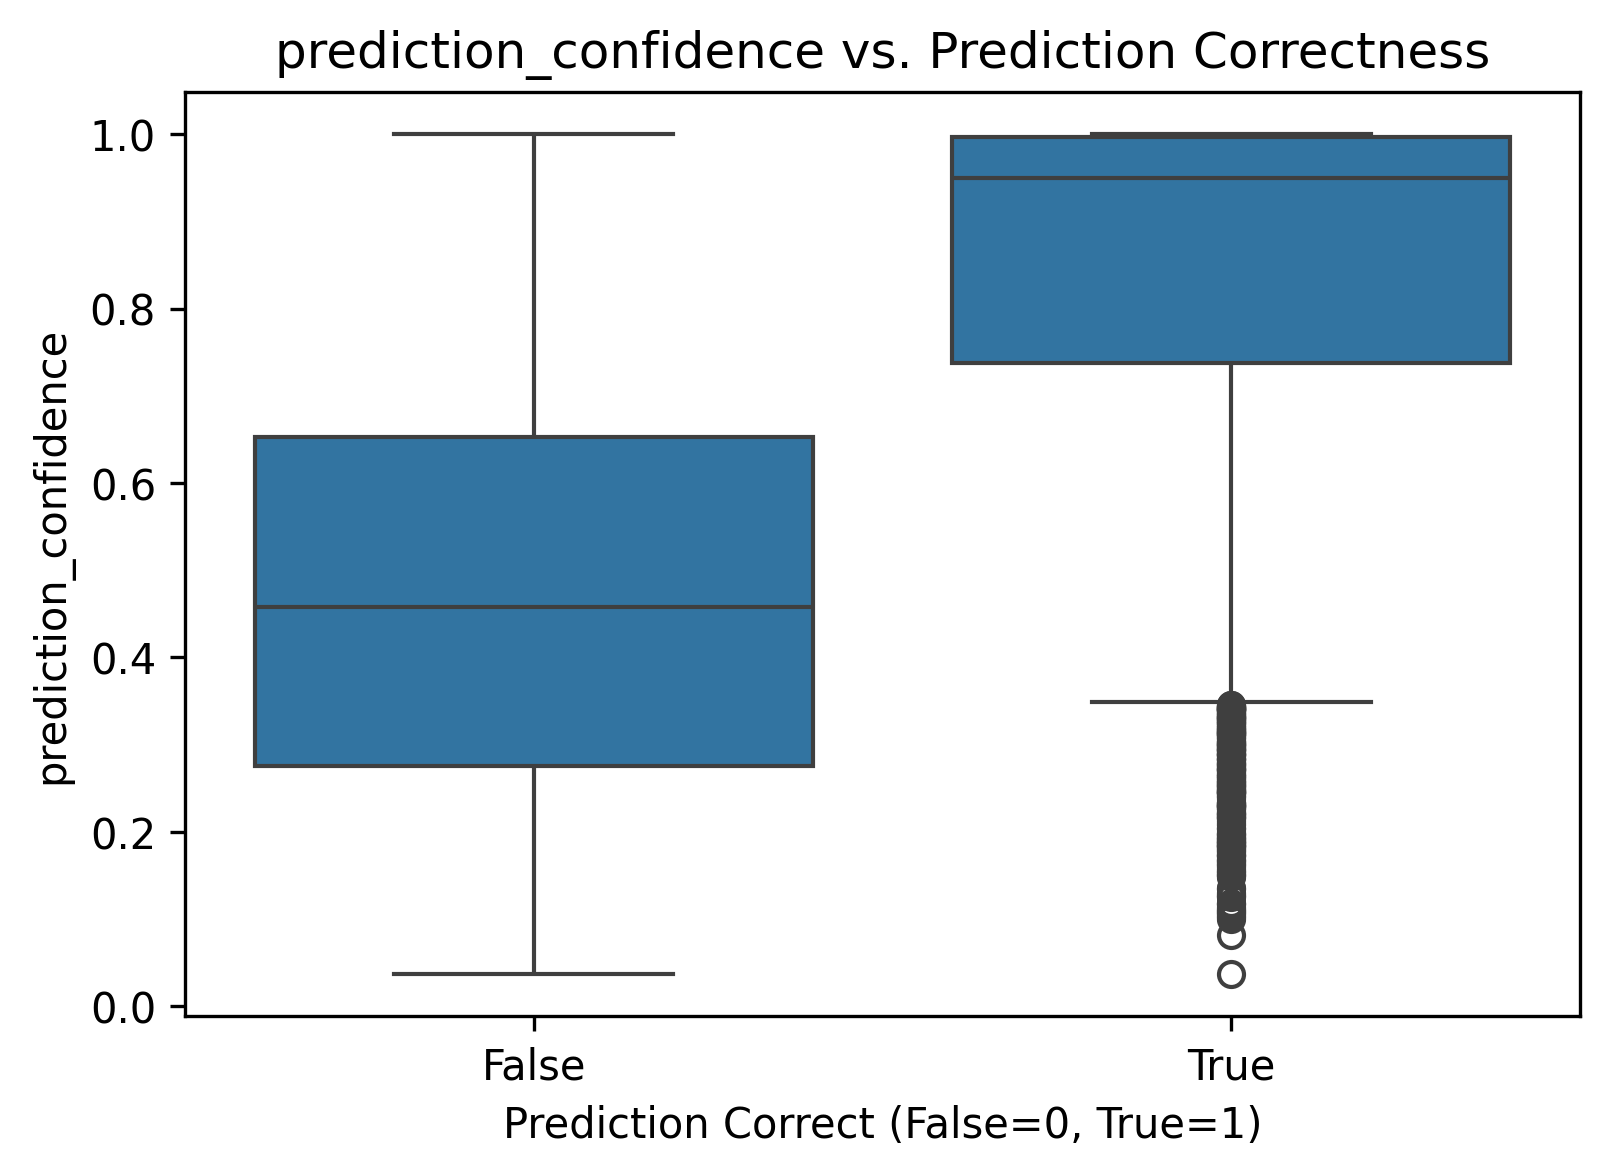 prediction_confidence vs. Prediction Correctness
prediction_confidence
1.0
0.8
0.6
0.4
0.2
0.0
False
True
Prediction Correct (False=0, True=1)